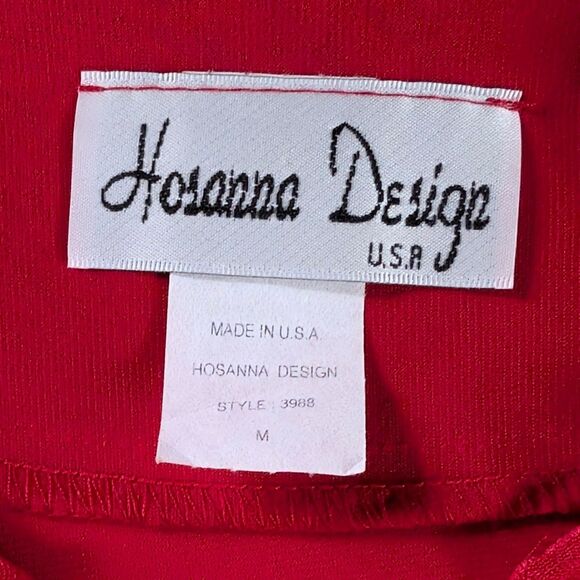 Hosanna Design
U.S.A
MADE IN U.S.A.
HOSANNA DESIGN
STYLE : 3988
M